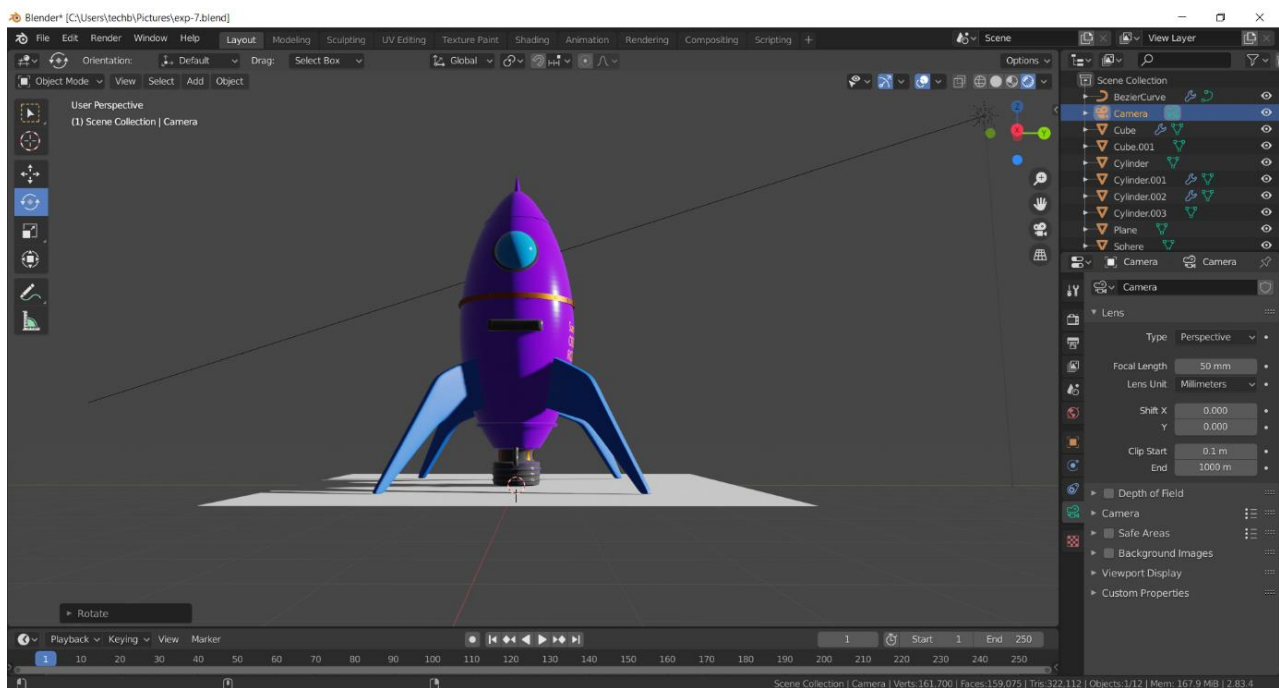 Blender* [C:\Users\techb\Pictures\exp-7.blend]
File Edit Render Window Help Layout Modeling Sculpting UV Editing Texture Paint Shading Animation Rendering Compositing Scripting + Scene View Layer
Orientation: Default Drag: Select Box Global Options
Object Mode View Select Add Object
User Perspective
(1) Scene Collection | Camera
Z
X
Y
Scene Collection
BezierCurve
Camera
Cube
Cube.001
Cylinder
Cylinder.001
Cylinder.002
Cylinder.003
Plane
Sphere
Camera Camera
Camera
Lens
Type Perspective
Focal Length 50 mm
Lens Unit Millimeters
Shift X 0.000
Y 0.000
Clip Start 0.1 m
End 1000 m
Depth of Field
Camera
Safe Areas
Background Images
Viewport Display
Custom Properties
Rotate
Playback Keying View Marker 1 Start 1 End 250
1 10 20 30 40 50 60 70 80 90 100 110 120 130 140 150 160 170 180 190 200 210 220 230 240 250
Scene Collection | Camera | Verts:161,700 | Faces:159,075 | Tris:322,112 | Objects:1/12 | Mem: 167.9 MiB | 2.83.4